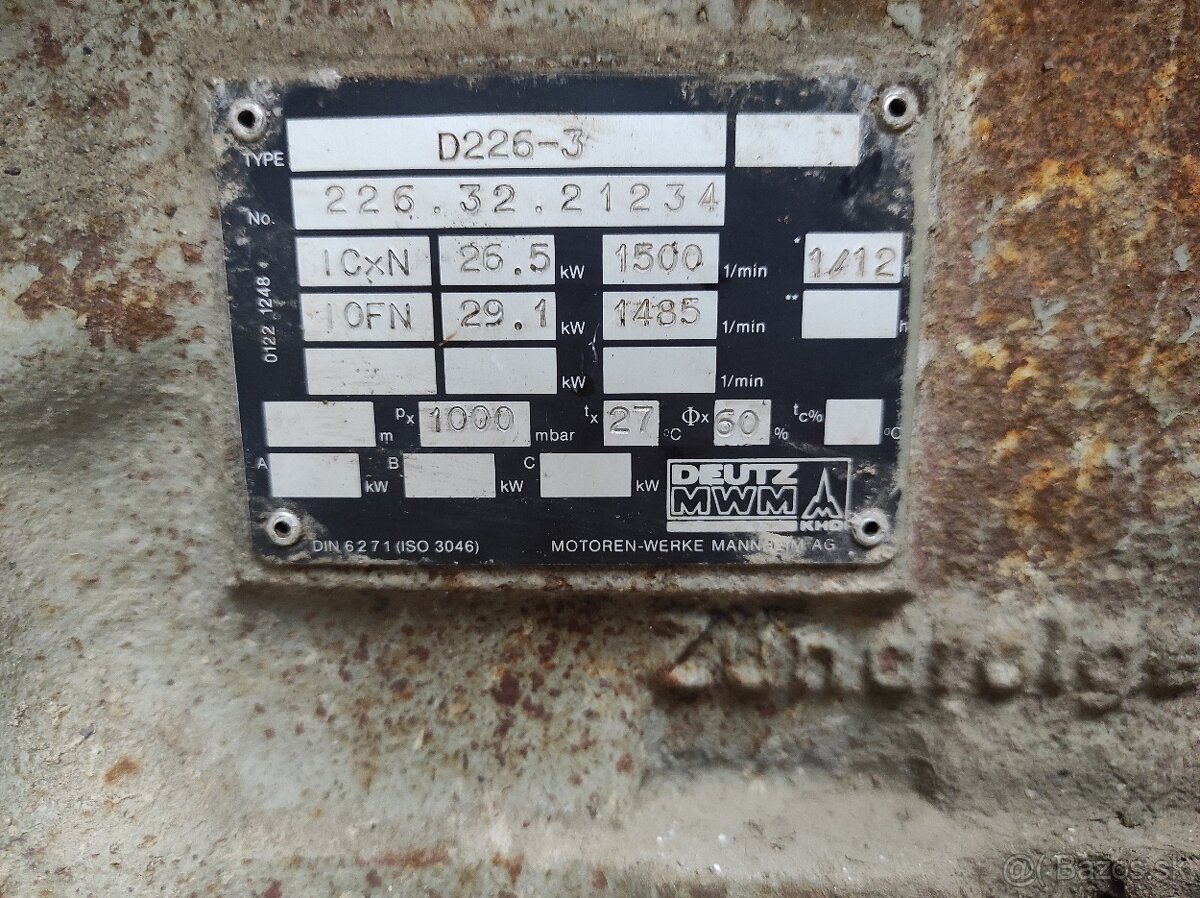 TYPE D226-3
No. 226.32.21234
ICxN 26.5 kW 1500 1/min * 1/12
IOFN 29.1 kW 1485 1/min ** h
kW 1/min
m px 1000 mbar tx 27 °C Φx 60 % tc% °C
A kW B kW C kW
DEUTZ
MWM
KHD
DIN 6271 (ISO 3046) MOTOREN-WERKE MANNHEIM AG
0122 1248
Bazos.sk